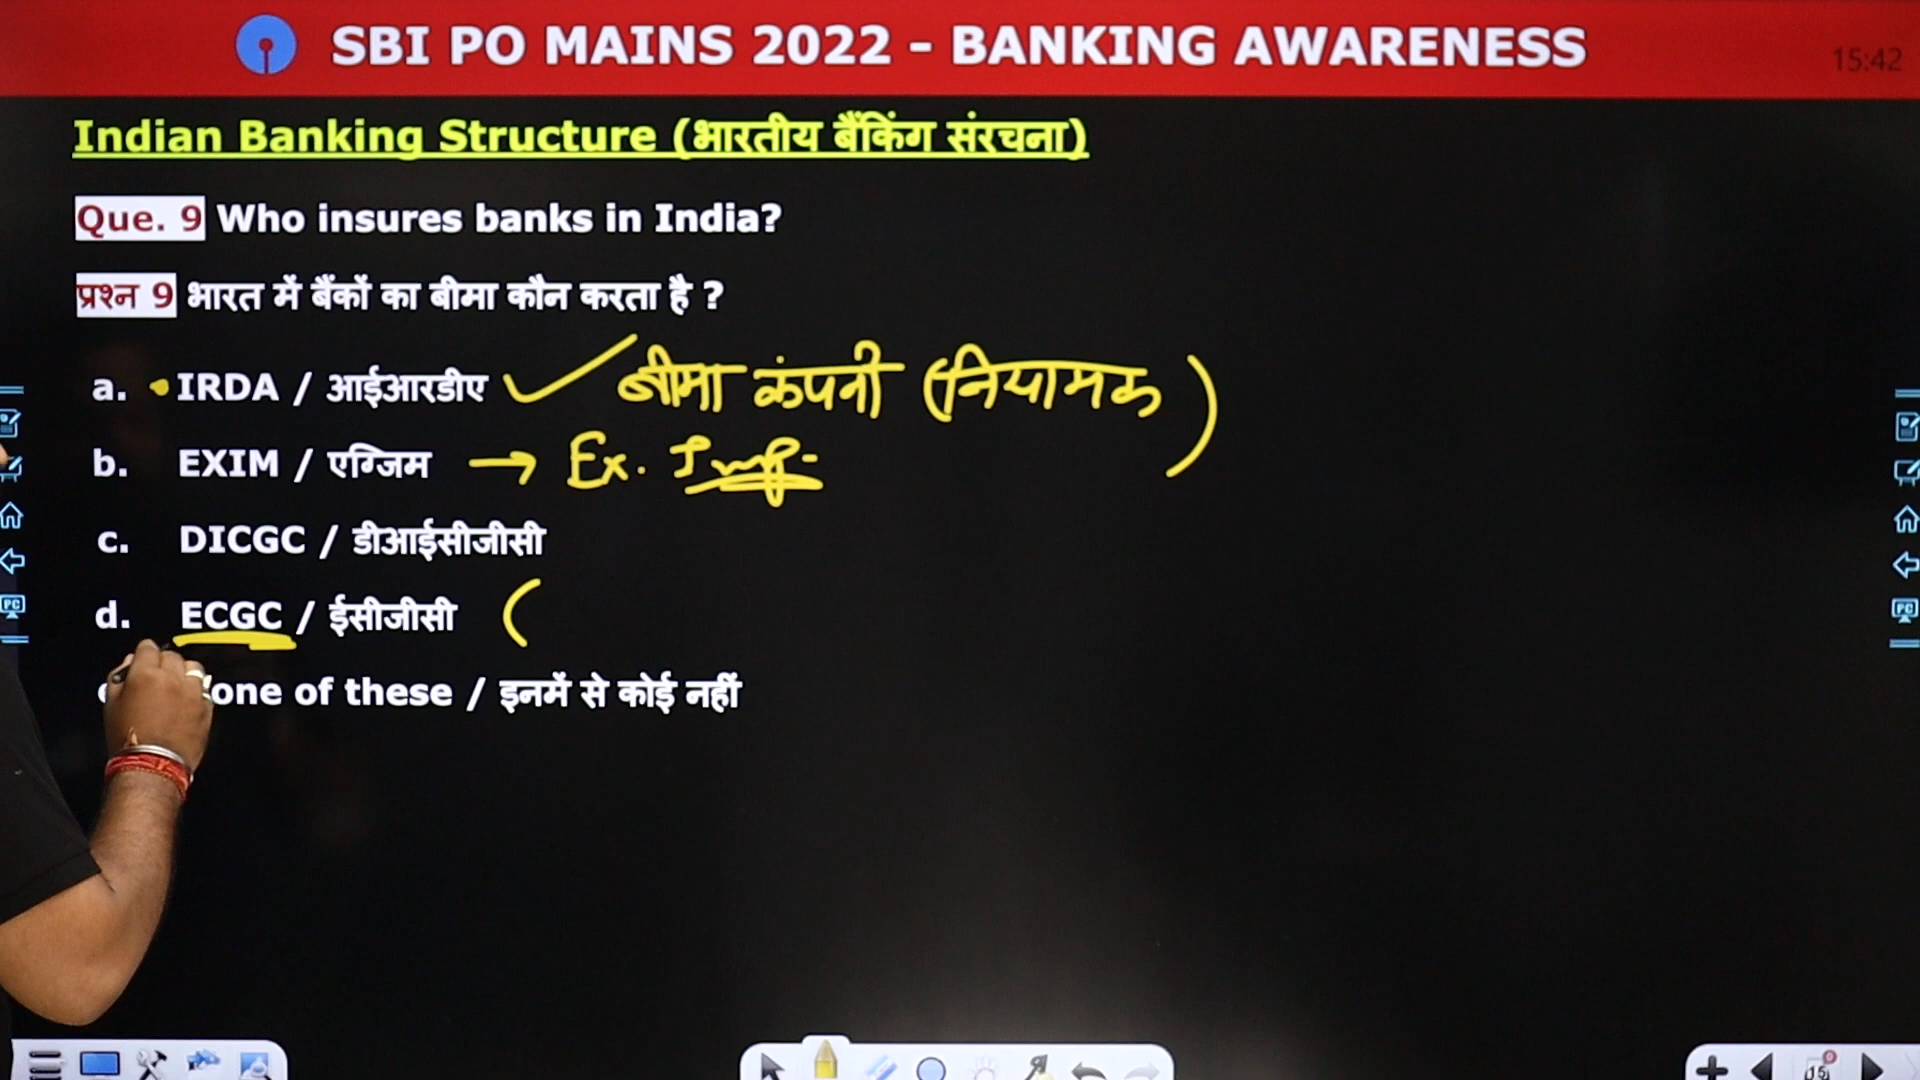 SBI PO MAINS 2022 - BANKING AWARENESS
15:42
Indian Banking Structure (भारतीय बैंकिंग संरचना)
Que. 9 Who insures banks in India?
प्रश्न 9 भारत में बैंकों का बीमा कौन करता है ?
a. IRDA / आईआरडीए बीमा कंपनी (नियामक)
b. EXIM / एग्जिम → Ex. Imp.
c. DICGC / डीआईसीजीसी
d. ECGC / ईसीजीसी (
one of these / इनमें से कोई नहीं